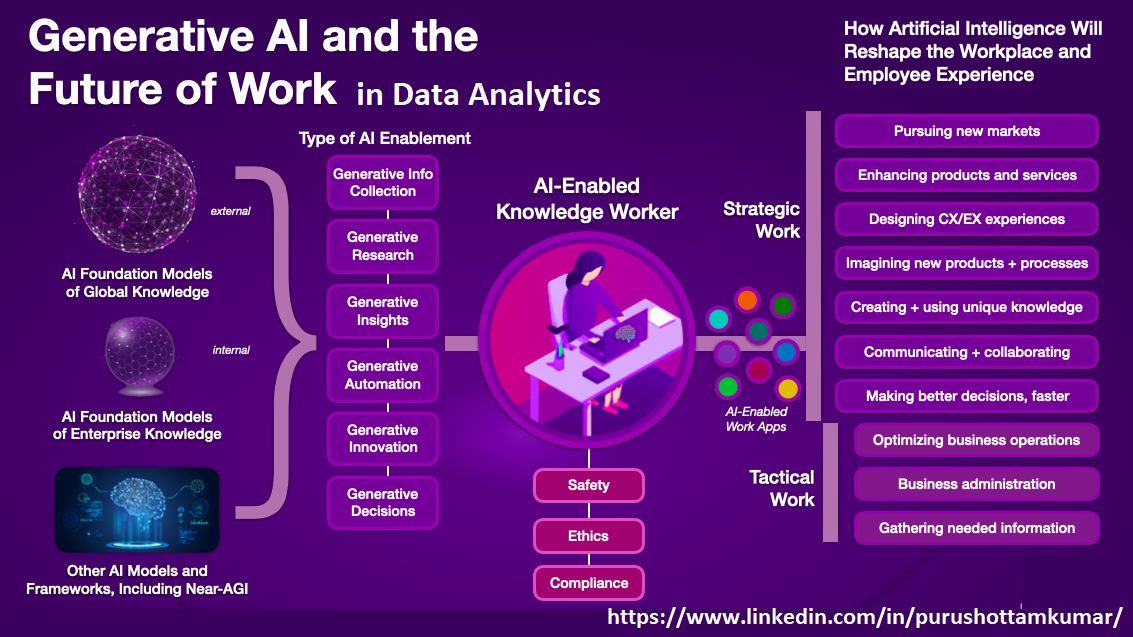 Generative AI and the
Future of Work in Data Analytics
How Artificial Intelligence Will
Reshape the Workplace and
Employee Experience
external
AI Foundation Models
of Global Knowledge
internal
AI Foundation Models
of Enterprise Knowledge
Other AI Models and
Frameworks, Including Near-AGI
Type of AI Enablement
Generative Info
Collection
Generative
Research
Generative
Insights
Generative
Automation
Generative
Innovation
Generative
Decisions
AI-Enabled
Knowledge Worker
Safety
Ethics
Compliance
AI-Enabled
Work Apps
Strategic
Work
Pursuing new markets
Enhancing products and services
Designing CX/EX experiences
Imagining new products + processes
Creating + using unique knowledge
Communicating + collaborating
Making better decisions, faster
Tactical
Work
Optimizing business operations
Business administration
Gathering needed information
https://www.linkedin.com/in/purushottamkumar/